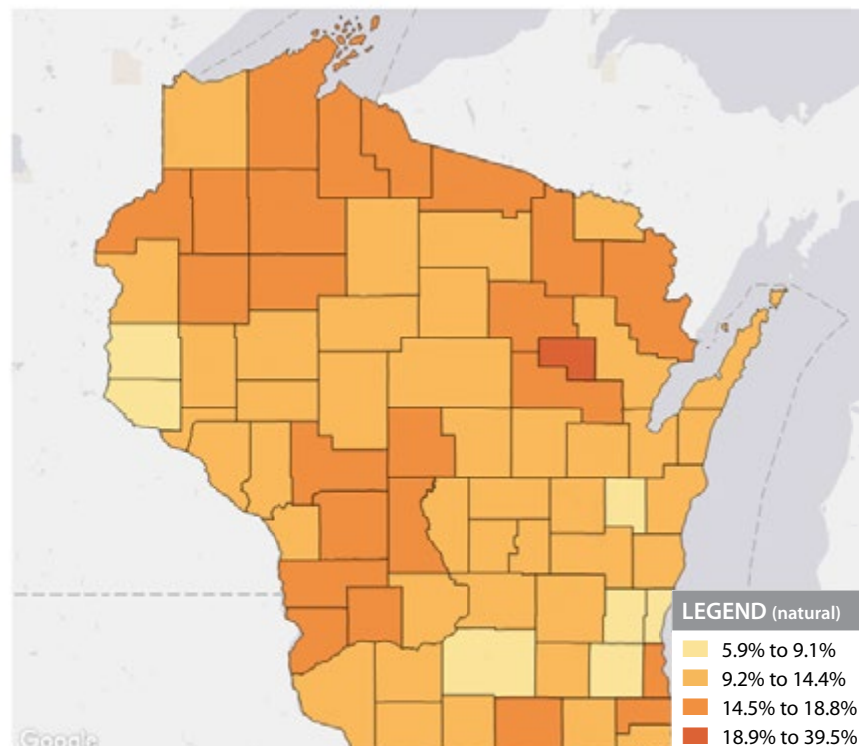 LEGEND (natural)
5.9% to 9.1%
9.2% to 14.4%
14.5% to 18.8%
18.9% to 39.5%
Google